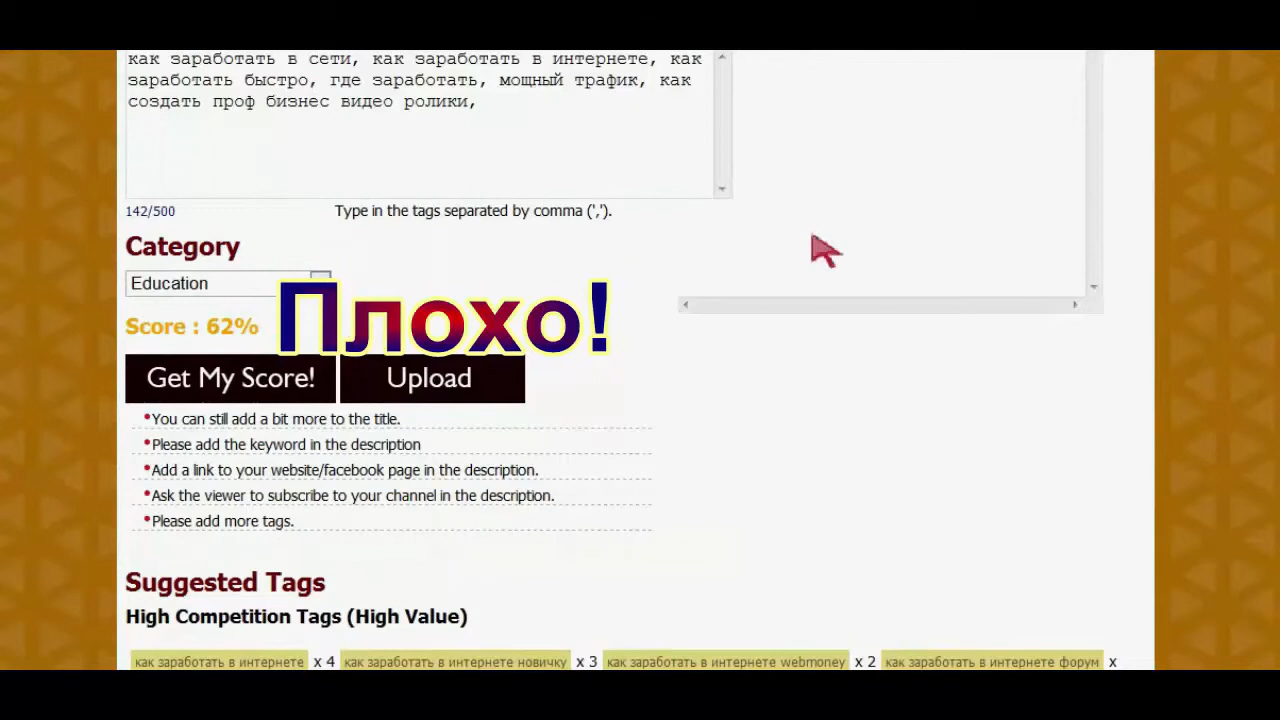 как заработать в сети, как заработать в интернете, как
заработать быстро, где заработать, мощный трафик, как
создать проф бизнес видео ролики,
142/500 Type in the tags separated by comma (',').
Category
Education
Плохо!
Score : 62%
Get My Score! Upload
•You can still add a bit more to the title.
•Please add the keyword in the description
•Add a link to your website/facebook page in the description.
•Ask the viewer to subscribe to your channel in the description.
•Please add more tags.
Suggested Tags
High Competition Tags (High Value)
как заработать в интернете x 4 как заработать в интернете новичку x 3 как заработать в интернете webmoney x 2 как заработать в интернете форум x